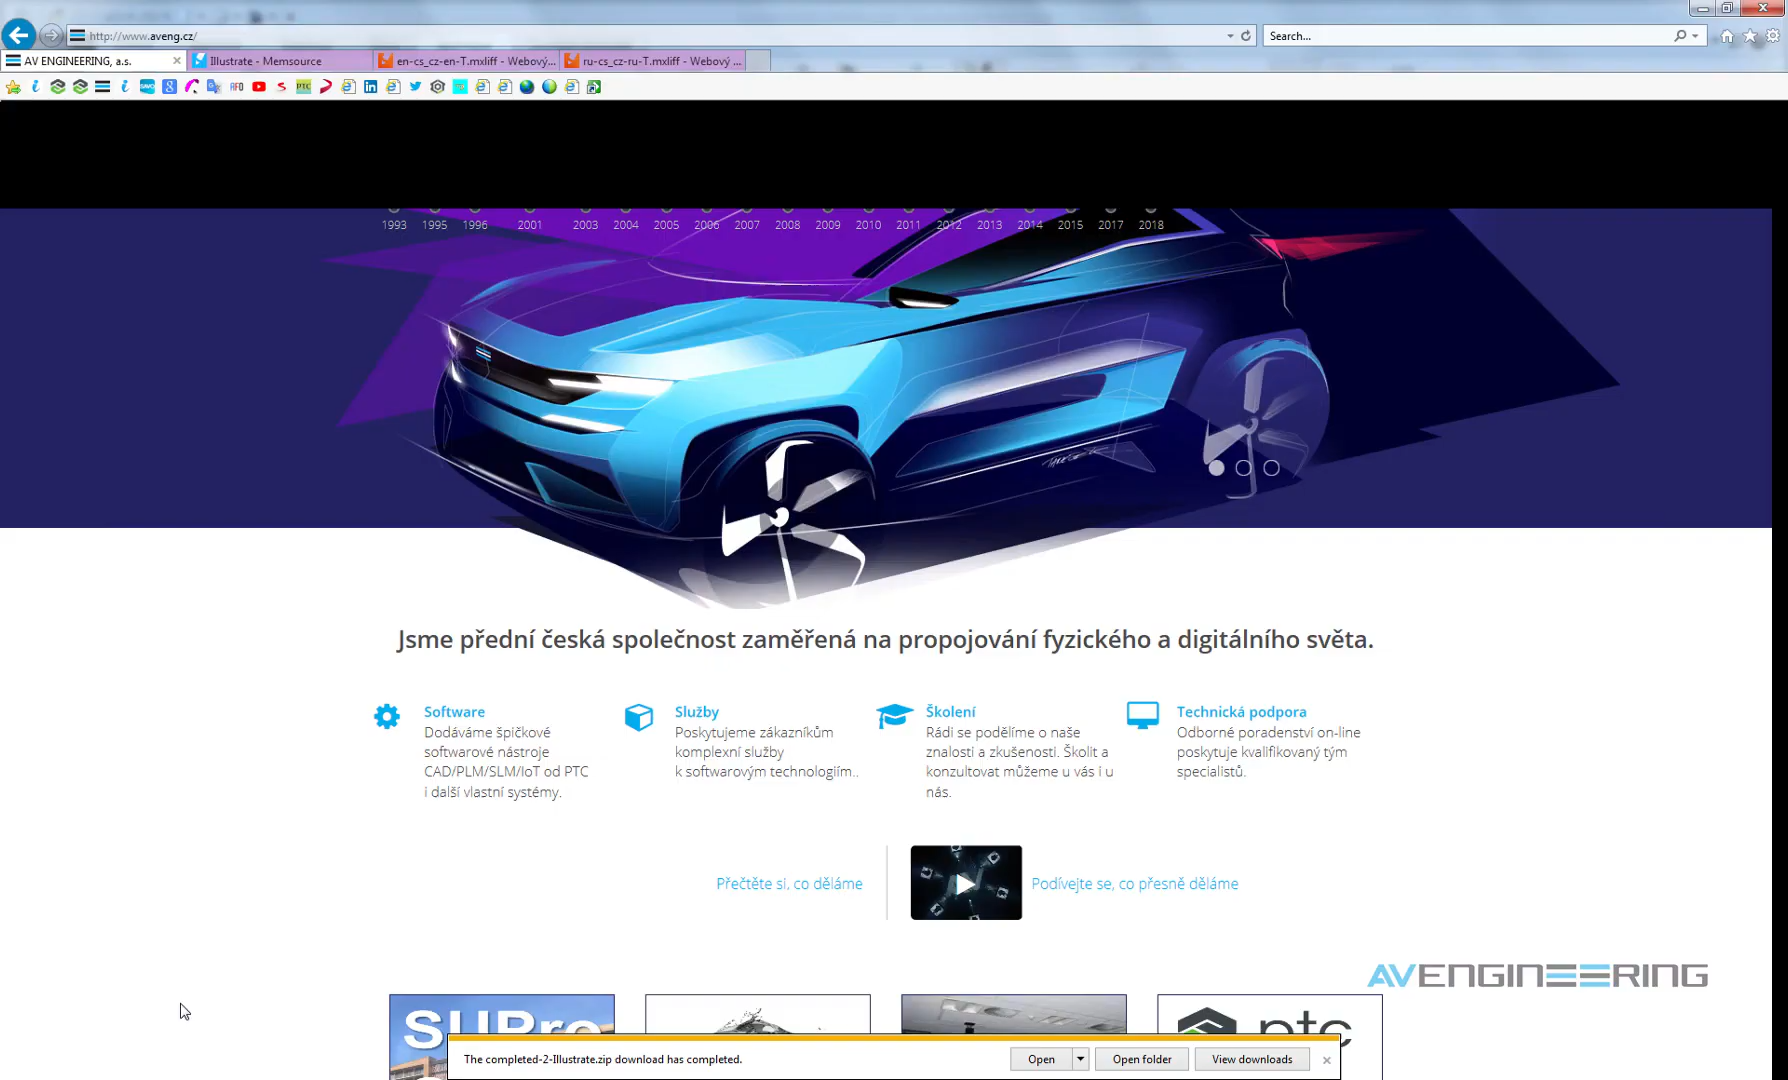 http://www.aveng.cz/
Search...
AV ENGINEERING, a.s.
Illustrate - Memsource
en-cs_cz-en-T.mxliff - Webový...
ru-cs_cz-ru-T.mxliff - Webový ...
1993 1995 1996 2001 2003 2004 2005 2006 2007 2008 2009 2010 2011 2012 2013 2014 2015 2017 2018
Jsme přední česká společnost zaměřená na propojování fyzického a digitálního světa.
Software
Dodáváme špičkové
softwarové nástroje
CAD/PLM/SLM/IoT od PTC
i další vlastní systémy.
Služby
Poskytujeme zákazníkům
komplexní služby
k softwarovým technologiím..
Školení
Rádi se podělíme o naše
znalosti a zkušenosti. Školit a
konzultovat můžeme u vás i u
nás.
Technická podpora
Odborné poradenství on-line
poskytuje kvalifikovaný tým
specialistů.
Přečtěte si, co děláme
Podívejte se, co přesně děláme
AVENGINEERING
SUPro
ptc
The completed-2-Illustrate.zip download has completed.
Open
Open folder
View downloads